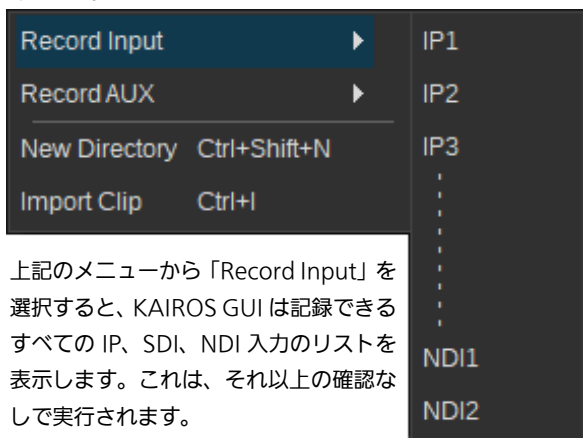 Record Input
Record AUX
New Directory Ctrl+Shift+N
Import Clip Ctrl+I
IP1
IP2
IP3
NDI1
NDI2
上記のメニューから「Record Input」を
選択すると、KAIROS GUI は記録できる
すべての IP、SDI、NDI 入力のリストを
表示します。これは、それ以上の確認な
しで実行されます。